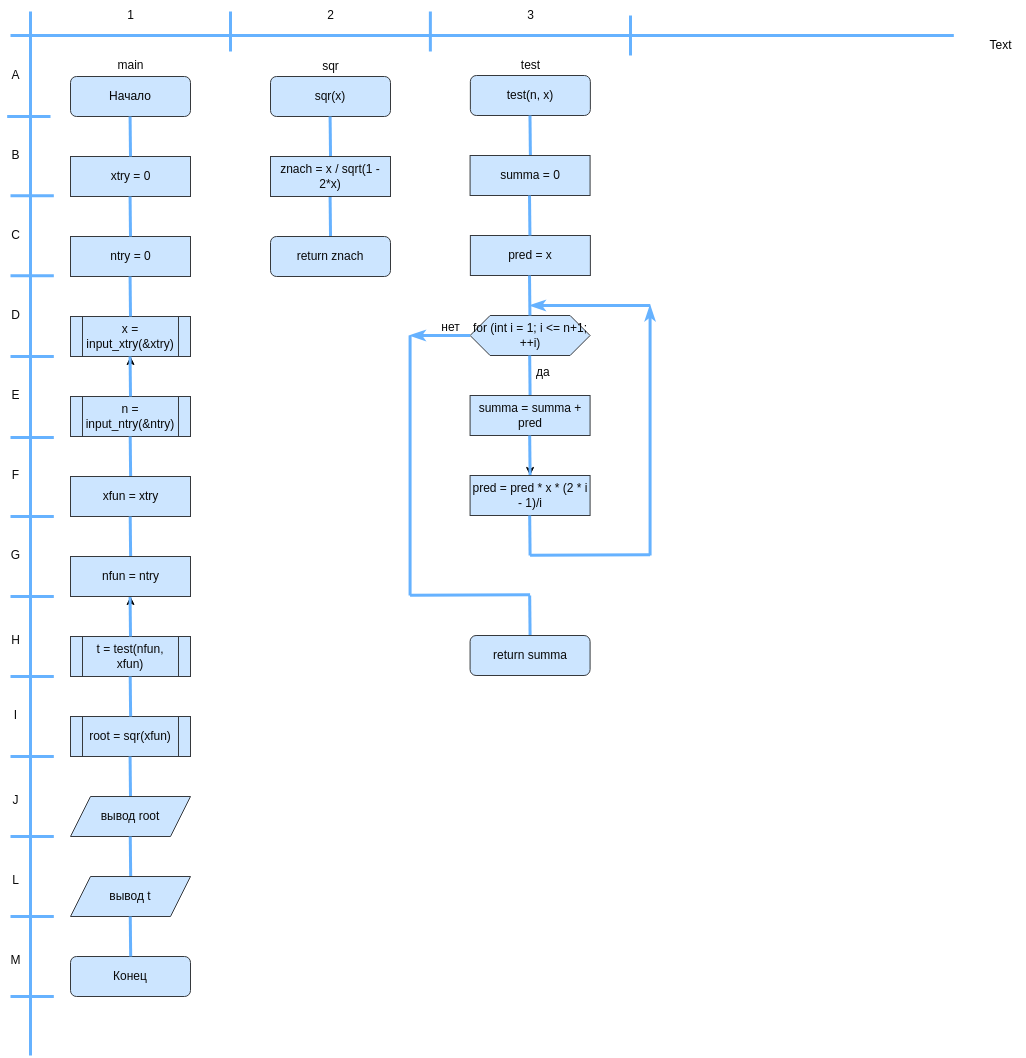 1
2
3
Text
main
sqr
test
A
Начало
sqr(x)
test(n, x)
B
xtry = 0
znach = x / sqrt(1 -
2*x)
summa = 0
C
ntry = 0
return znach
pred = x
D
x =
input_xtry(&xtry)
нет
for (int i = 1; i <= n+1;
++i)
да
E
n =
input_ntry(&ntry)
summa = summa +
pred
F
xfun = xtry
pred = pred * x * (2 * i
- 1)/i
G
nfun = ntry
H
t = test(nfun,
xfun)
return summa
I
root = sqr(xfun)
J
вывод root
L
вывод t
M
Конец